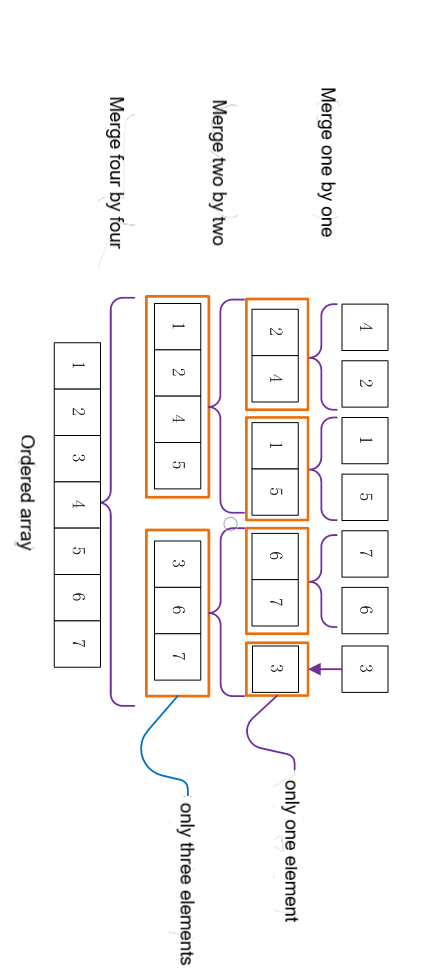 4 2 1 5 7 6 3
Merge one by one
2 4 1 5 6 7 3
only one element
Merge two by two
1 2 4 5 3 6 7
only three elements
Merge four by four
1 2 3 4 5 6 7
Ordered array